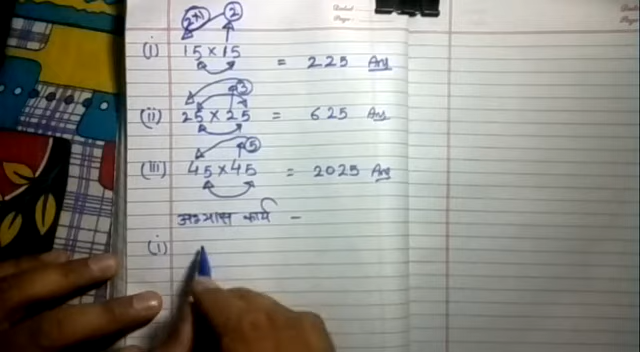 2×1 2
(i) 15×15 = 225 Ans
3
(ii) 25×25 = 625 Ans
5
(iii) 45×45 = 2025 Ans
अभ्यास कार्य –
(i)